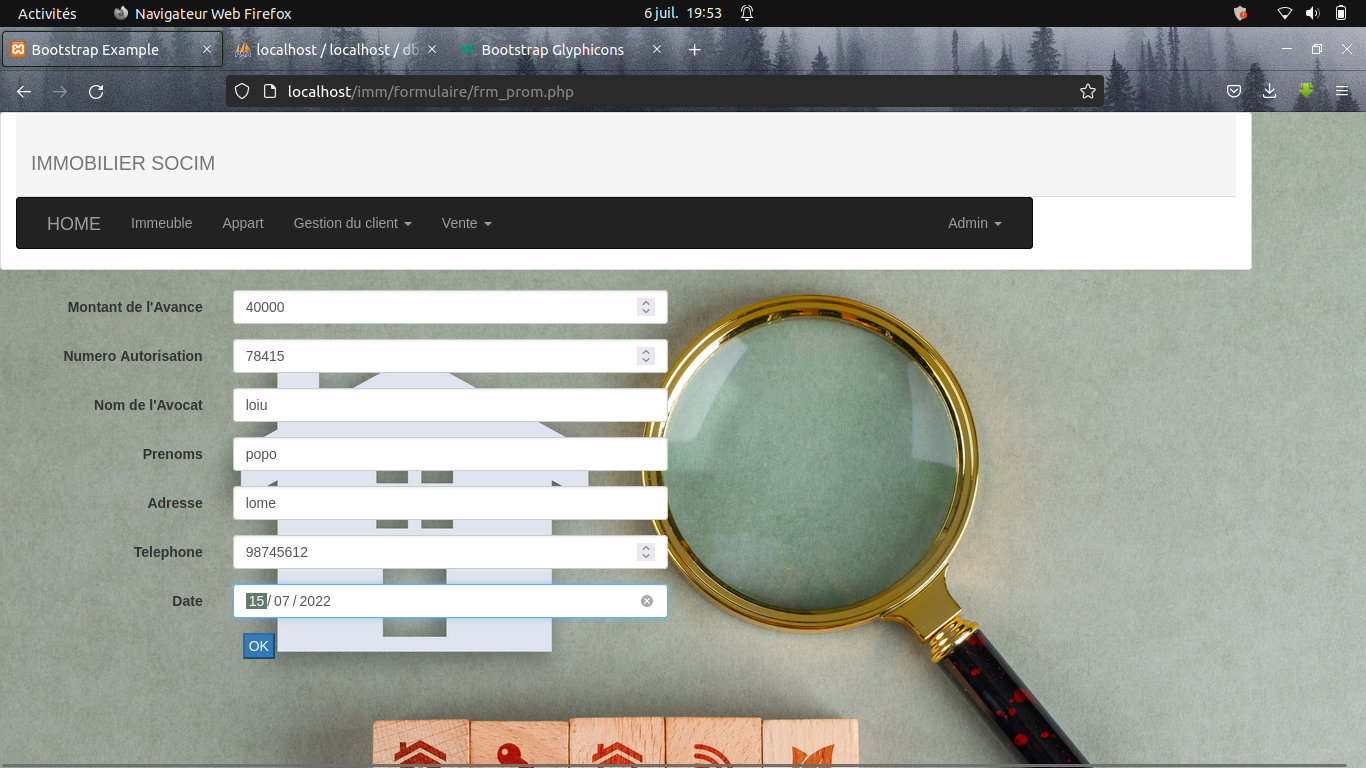 Activités Navigateur Web Firefox 6 juil. 19:53
Bootstrap Example localhost / localhost / db Bootstrap Glyphicons
localhost/imm/formulaire/frm_prom.php
IMMOBILIER SOCIM
HOME Immeuble Appart Gestion du client Vente Admin
Montant de l'Avance 40000
Numero Autorisation 78415
Nom de l'Avocat loiu
Prenoms popo
Adresse lome
Telephone 98745612
Date 15/07/2022
OK